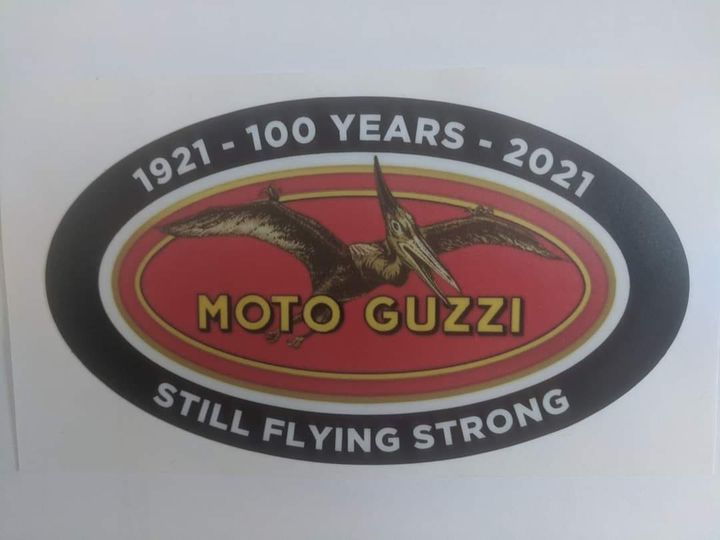 1921 - 100 YEARS - 2021
MOTO GUZZI
STILL FLYING STRONG